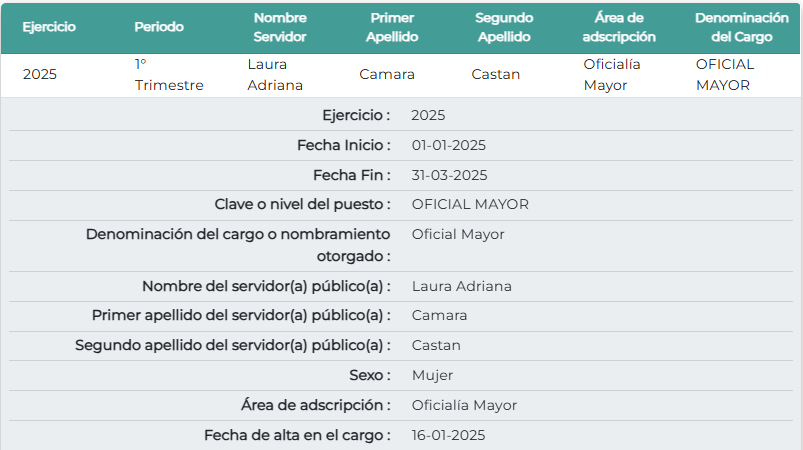 Ejercicio Periodo Nombre Servidor Primer Apellido Segundo Apellido Área de adscripción Denominación del Cargo
2025 1° Trimestre Laura Adriana Camara Castan Oficialía Mayor OFICIAL MAYOR
Ejercicio : 2025
Fecha Inicio : 01-01-2025
Fecha Fin : 31-03-2025
Clave o nivel del puesto : OFICIAL MAYOR
Denominación del cargo o nombramiento otorgado : Oficial Mayor
Nombre del servidor(a) público(a) : Laura Adriana
Primer apellido del servidor(a) público(a) : Camara
Segundo apellido del servidor(a) público(a) : Castan
Sexo : Mujer
Área de adscripción : Oficialía Mayor
Fecha de alta en el cargo : 16-01-2025